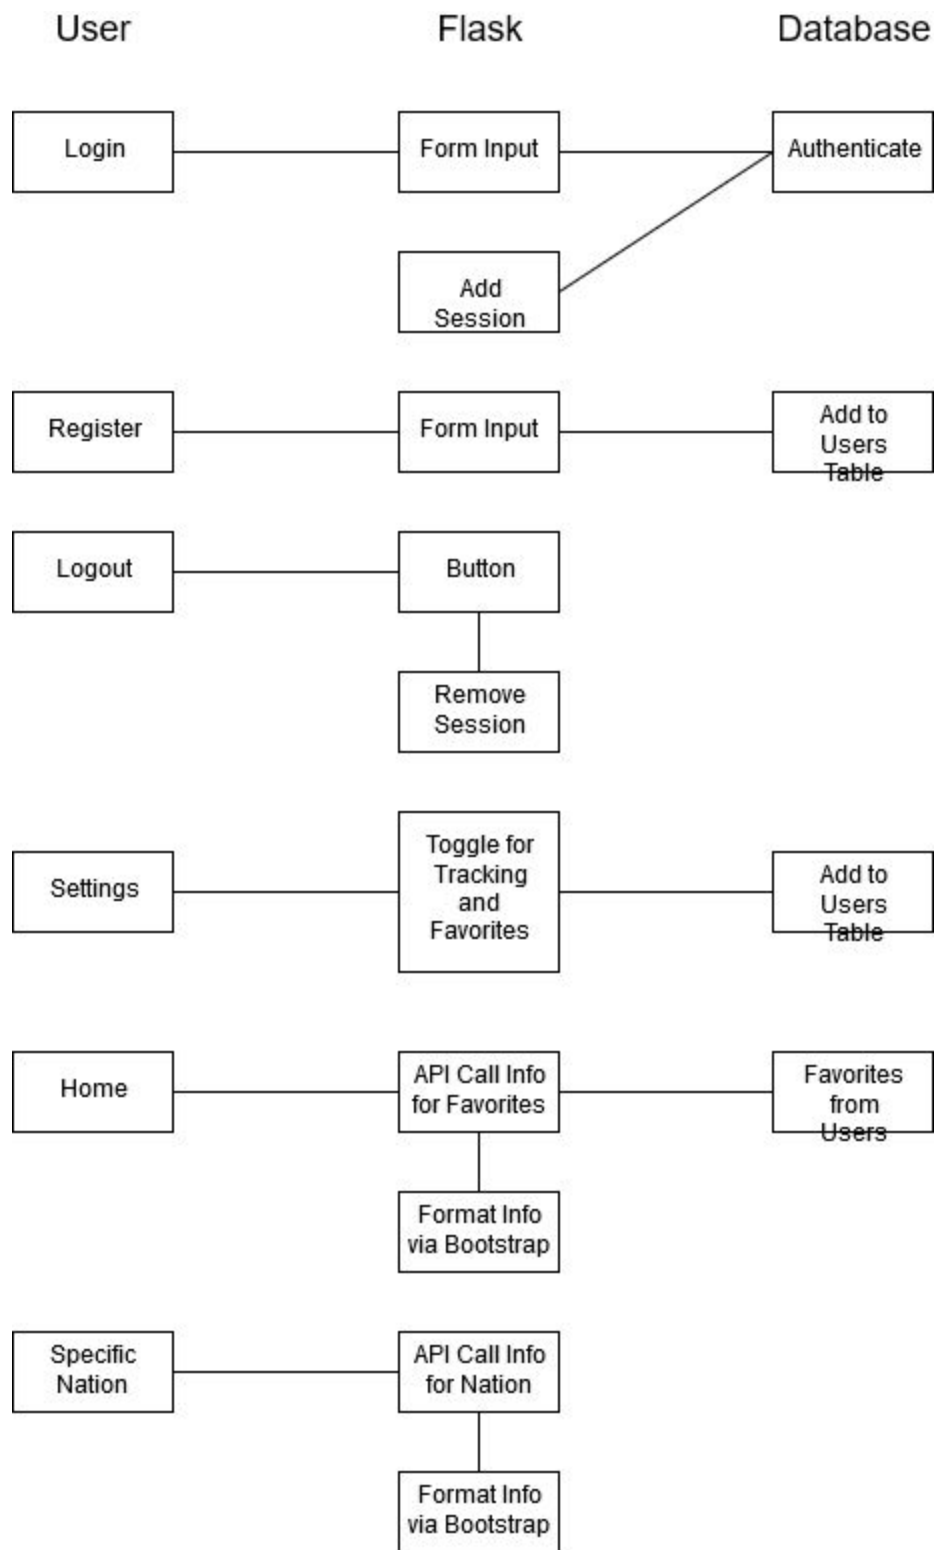 User
Flask
Database
Login
Form Input
Authenticate
Add
Session
Register
Form Input
Add to
Users
Table
Logout
Button
Remove
Session
Settings
Toggle for
Tracking
and
Favorites
Add to
Users
Table
Home
API Call Info
for Favorites
Favorites
from
Users
Format Info
via Bootstrap
Specific
Nation
API Call Info
for Nation
Format Info
via Bootstrap